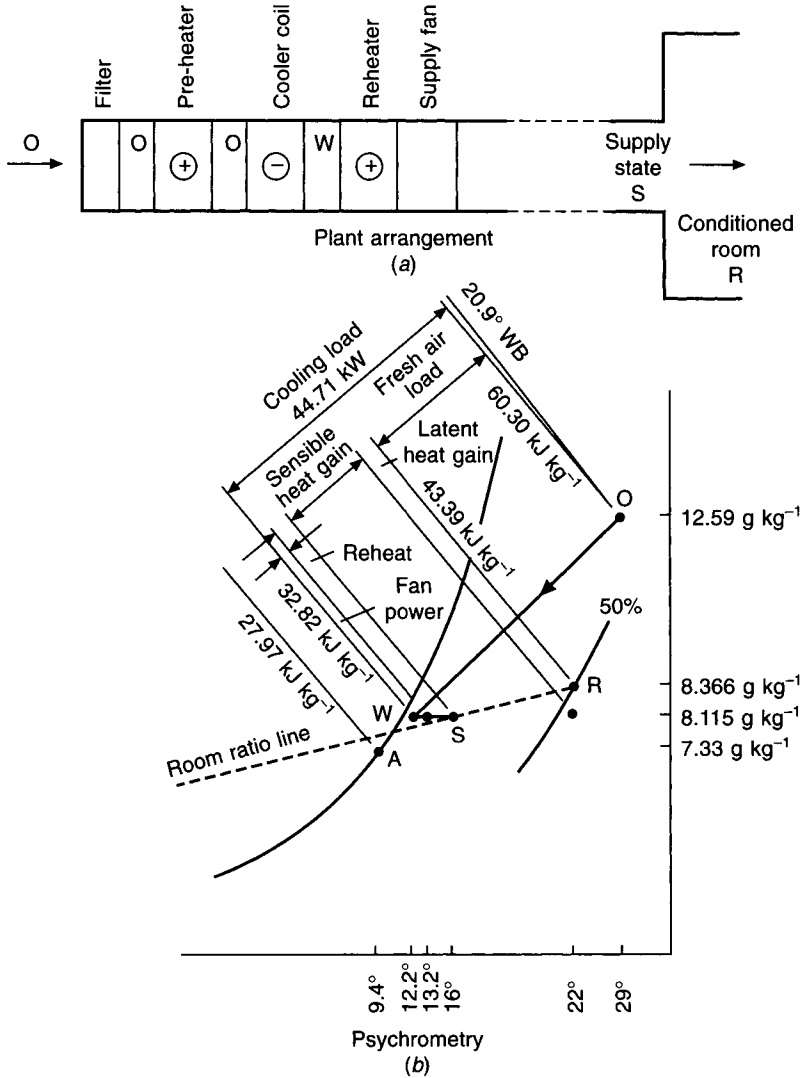 Filter
Pre-heater
Cooler coil
Reheater
Supply fan
O
O
+
O
−
W
+
Supply
state
S
Conditioned
room
R
Plant arrangement
(a)
20.9° WB
Cooling load
44.71 kW
Fresh air
load
60.30 kJ kg⁻¹
Latent
heat gain
Sensible
heat gain
43.39 kJ kg⁻¹
O
12.59 g kg⁻¹
Reheat
Fan
power
32.82 kJ kg⁻¹
27.97 kJ kg⁻¹
50%
R
8.366 g kg⁻¹
W
S
8.115 g kg⁻¹
A
7.33 g kg⁻¹
Room ratio line
9.4°
12.2°
13.2°
16°
22°
29°
Psychrometry
(b)